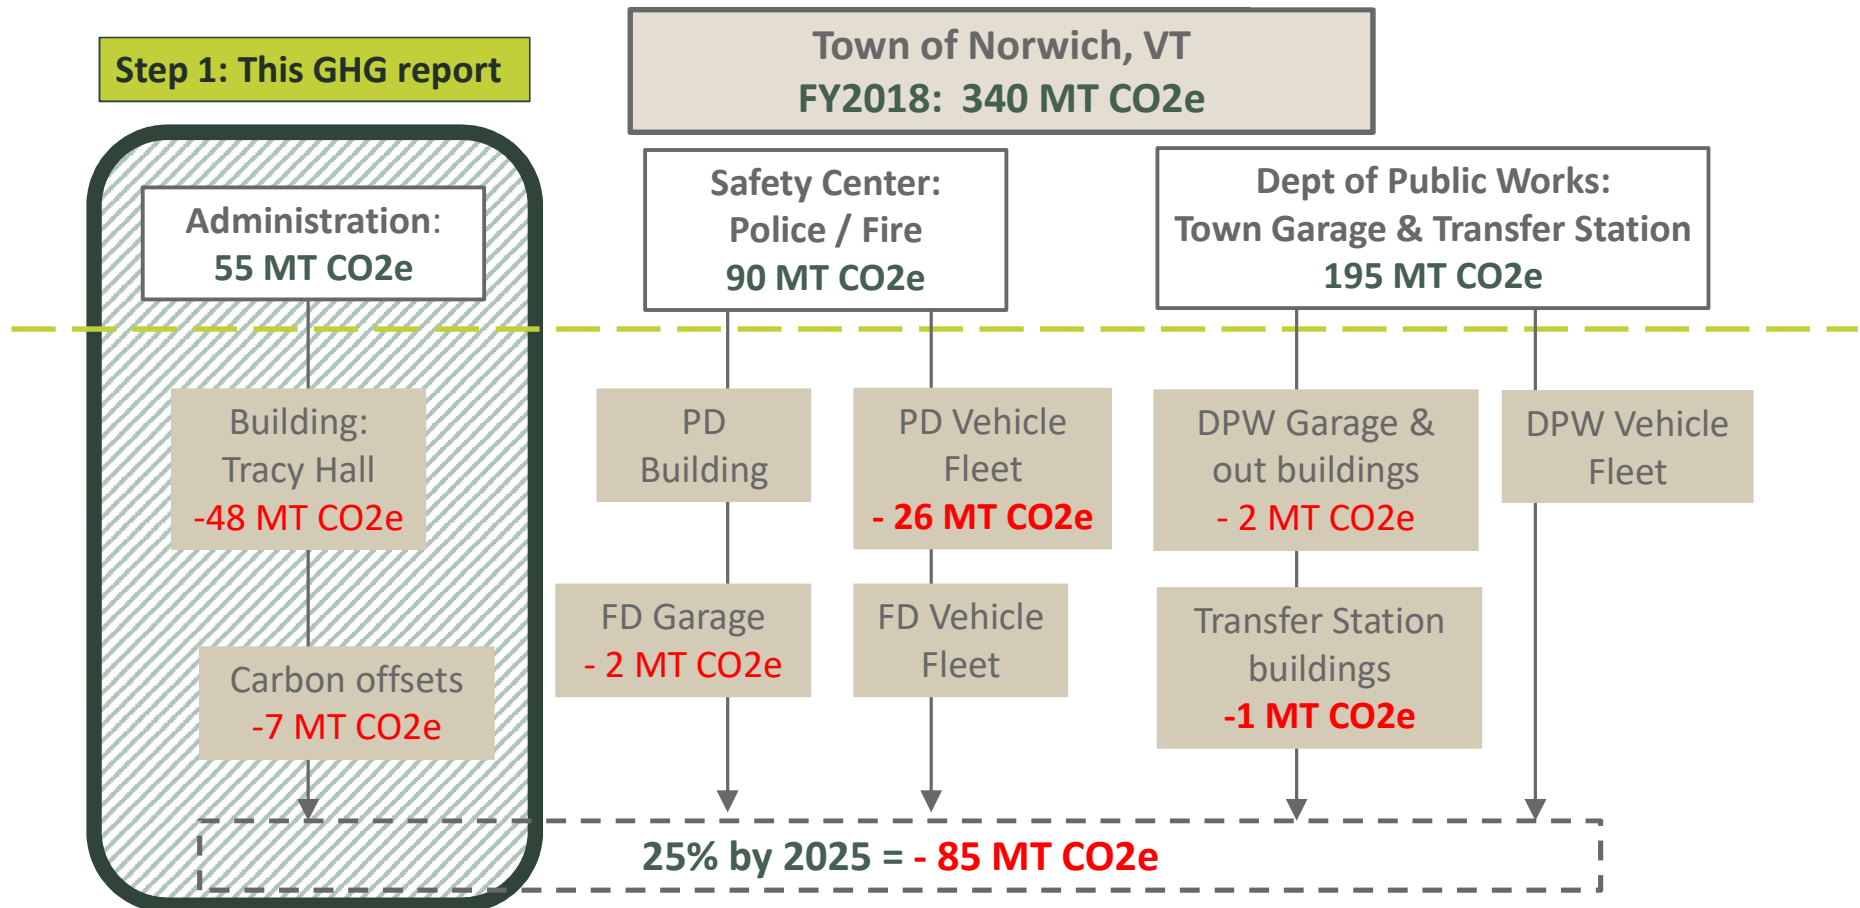 Step 1: This GHG report
Town of Norwich, VT
FY2018:  340 MT CO2e
Administration:
55 MT CO2e
Safety Center:
Police / Fire
90 MT CO2e
Dept of Public Works:
Town Garage & Transfer Station
195 MT CO2e
Building:
Tracy Hall
-48 MT CO2e
Carbon offsets
-7 MT CO2e
PD
Building
FD Garage
- 2 MT CO2e
PD Vehicle
Fleet
- 26 MT CO2e
FD Vehicle
Fleet
DPW Garage &
out buildings
- 2 MT CO2e
Transfer Station
buildings
-1 MT CO2e
DPW Vehicle
Fleet
25% by 2025 = - 85 MT CO2e